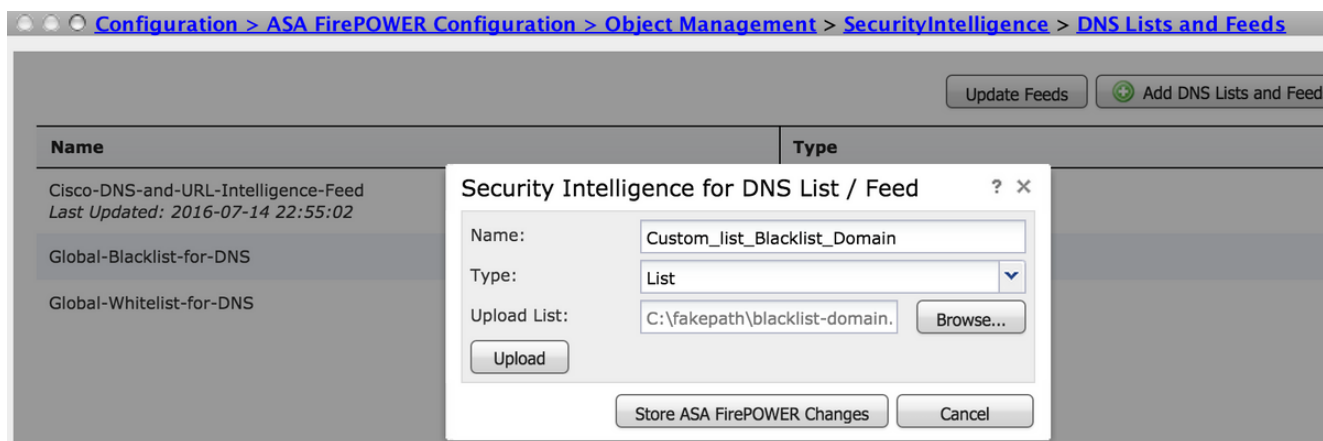 Configuration > ASA FirePOWER Configuration > Object Management > SecurityIntelligence > DNS Lists and Feeds
Update Feeds
Add DNS Lists and Feed
Name
Type
Cisco-DNS-and-URL-Intelligence-Feed
Last Updated: 2016-07-14 22:55:02
Global-Blacklist-for-DNS
Global-Whitelist-for-DNS
Security Intelligence for DNS List / Feed ? ×
Name: Custom_list_Blacklist_Domain
Type: List
Upload List: C:\fakepath\blacklist-domain. Browse...
Upload
Store ASA FirePOWER Changes Cancel